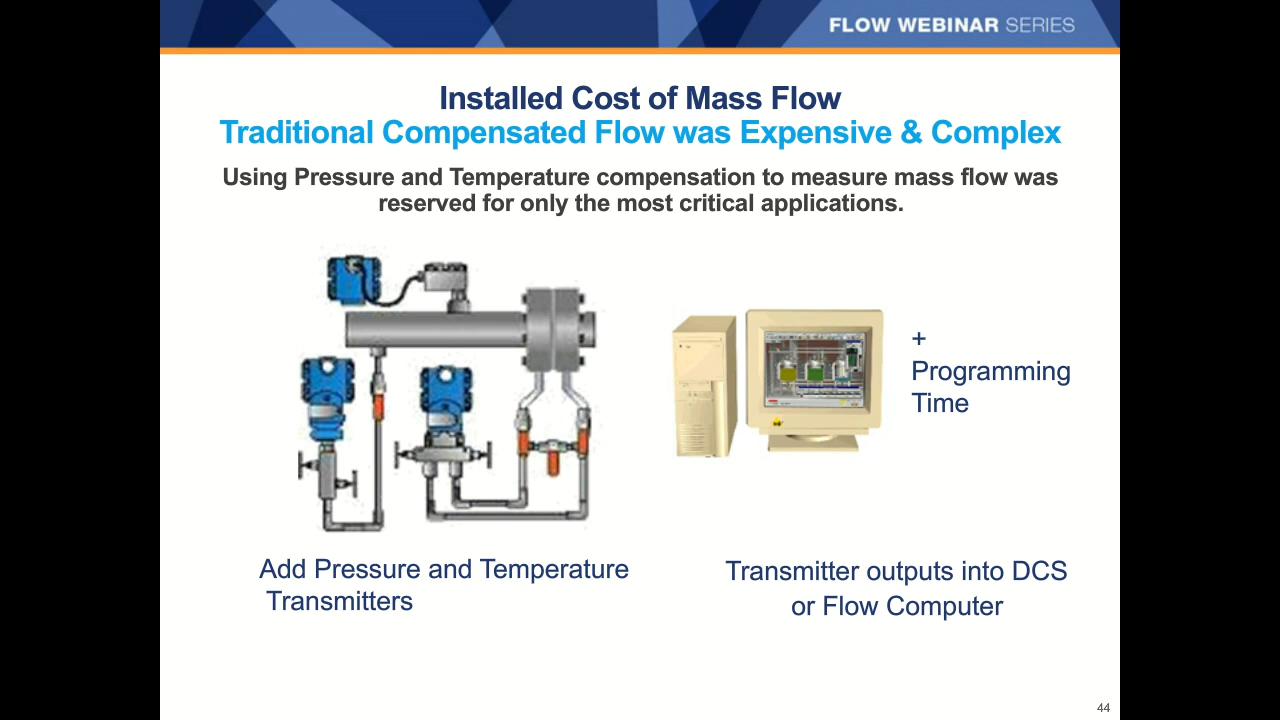 FLOW WEBINAR SERIES
Installed Cost of Mass Flow
Traditional Compensated Flow was Expensive & Complex
Using Pressure and Temperature compensation to measure mass flow was
reserved for only the most critical applications.
+
Programming
Time
Add Pressure and Temperature
Transmitters
Transmitter outputs into DCS
or Flow Computer
44